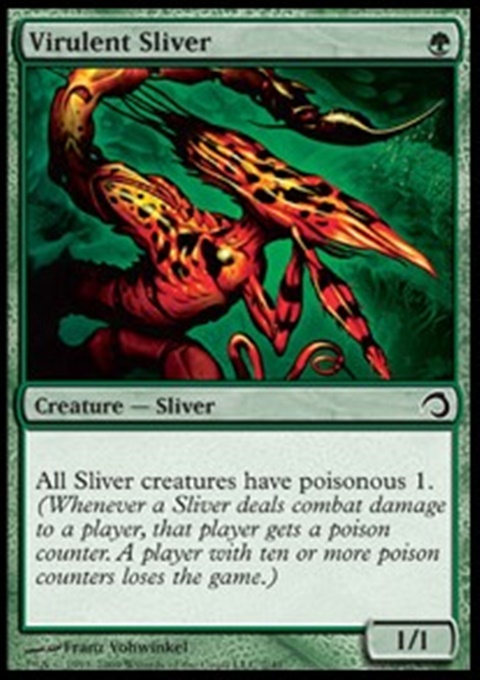 Virulent Sliver
Creature — Sliver
All Sliver creatures have poisonous 1.
(Whenever a Sliver deals combat damage
to a player, that player gets a poison
counter. A player with ten or more poison
counters loses the game.)
Franz Vohwinkel
1/1